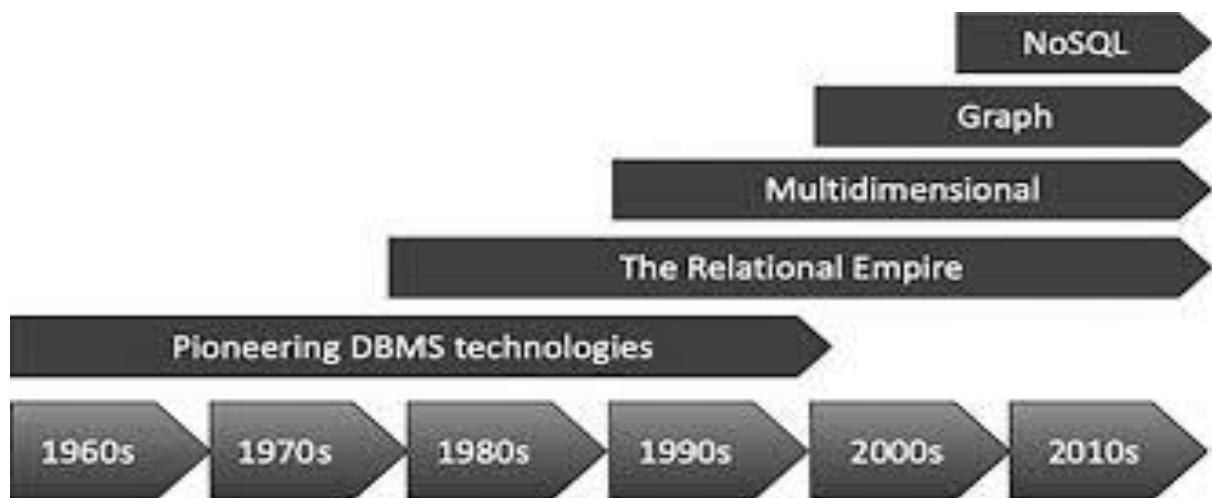 NoSQL
Graph
Multidimensional
The Relational Empire
Pioneering DBMS technologies
1960s 1970s 1980s 1990s 2000s 2010s